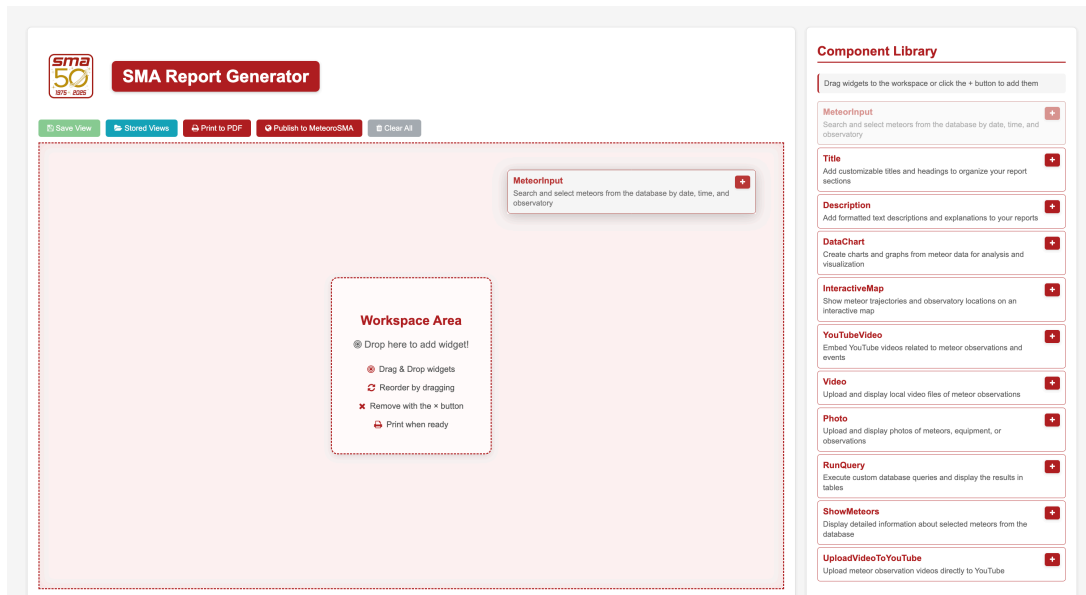 sma
50
1975 - 2025
SMA Report Generator
Save View
Stored Views
Print to PDF
Publish to MeteoroSMA
Clear All
MeteorInput
+
Search and select meteors from the database by date, time, and
observatory
Workspace Area
Drop here to add widget!
Drag & Drop widgets
Reorder by dragging
Remove with the × button
Print when ready
Component Library
Drag widgets to the workspace or click the + button to add them
MeteorInput
+
Search and select meteors from the database by date, time, and
observatory
Title
+
Add customizable titles and headings to organize your report
sections
Description
+
Add formatted text descriptions and explanations to your reports
DataChart
+
Create charts and graphs from meteor data for analysis and
visualization
InteractiveMap
+
Show meteor trajectories and observatory locations on an
interactive map
YouTubeVideo
+
Embed YouTube videos related to meteor observations and
events
Video
+
Upload and display local video files of meteor observations
Photo
+
Upload and display photos of meteors, equipment, or
observations
RunQuery
+
Execute custom database queries and display the results in
tables
ShowMeteors
+
Display detailed information about selected meteors from the
database
UploadVideoToYouTube
+
Upload meteor observation videos directly to YouTube